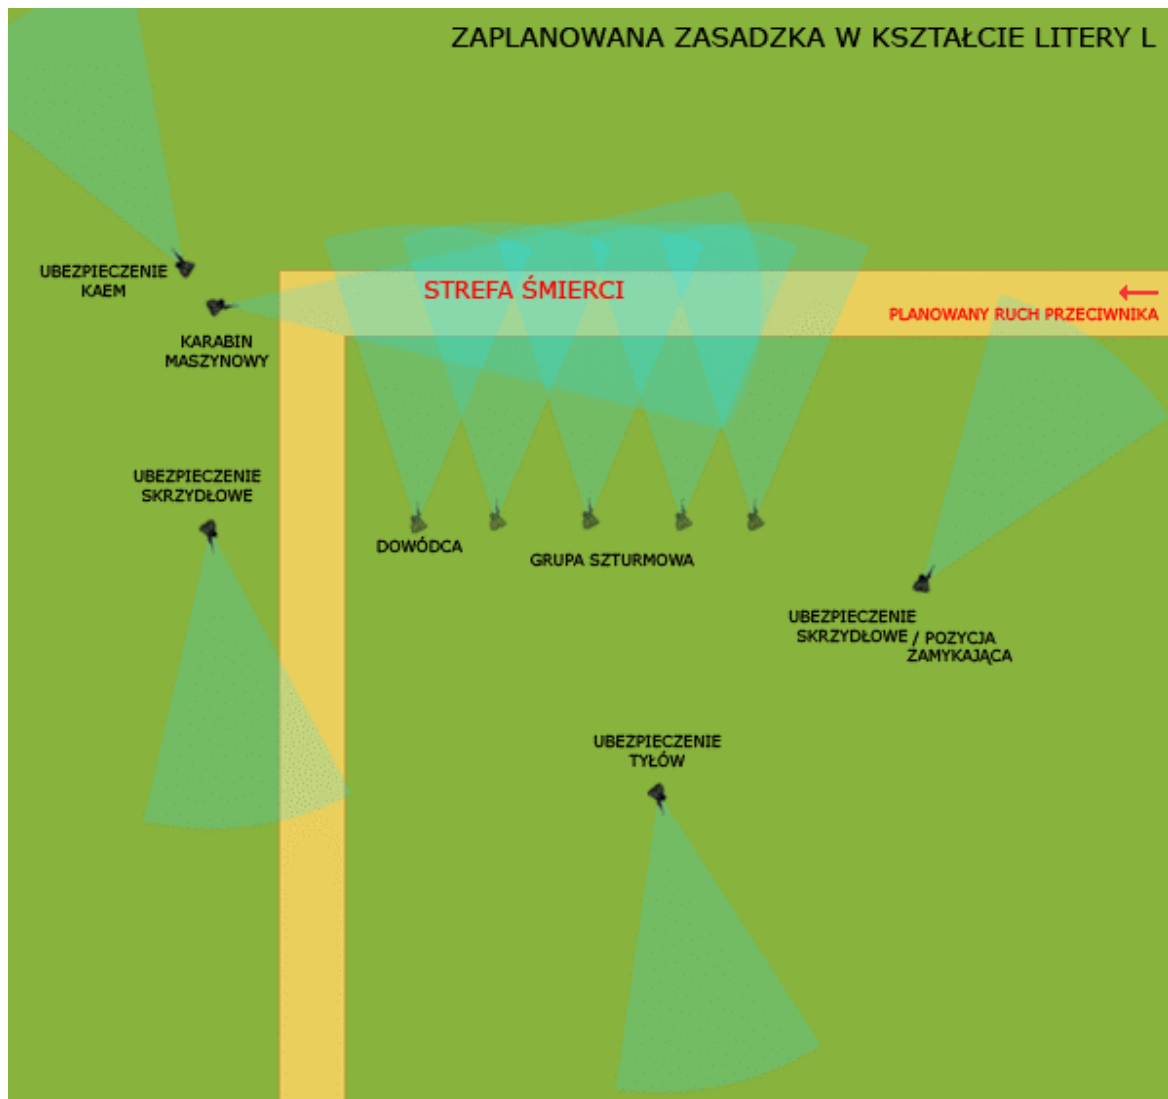 ZAPLANOWANA ZASADZKA W KSZTAŁCIE LITERY L
UBEZPIECZENIE
KAEM
STREFA ŚMIERCI
PLANOWANY RUCH PRZECIWNIKA
KARABIN
MASZYNOWY
UBEZPIECZENIE
SKRZYDŁOWE
DOWÓDCA
GRUPA SZTURMOWA
UBEZPIECZENIE
SKRZYDŁOWE / POZYCJA
ZAMYKAJĄCA
UBEZPIECZENIE
TYŁÓW